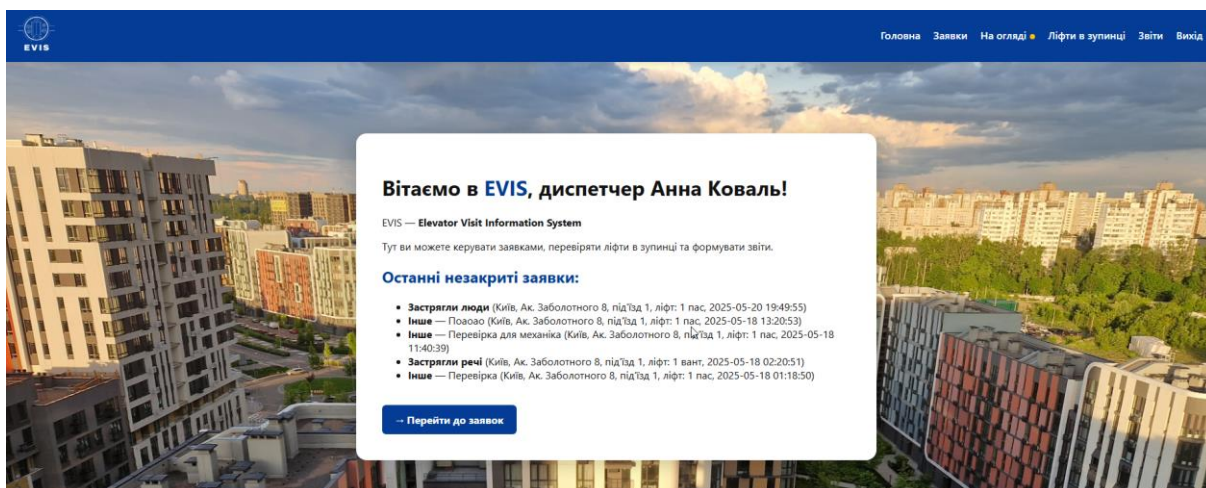 EVIS
Головна Заявки На огляді Ліфти в зупинці Звіти Вихід
Вітаємо в EVIS, диспетчер Анна Коваль!
EVIS — Elevator Visit Information System
Тут ви можете керувати заявками, перевіряти ліфти в зупинці та формувати звіти.
Останні незакриті заявки:
• Застрягли люди (Київ, Ак. Заболотного 8, під'їзд 1, ліфт: 1 пас, 2025-05-20 19:49:55)
• Інше — Поаоао (Київ, Ак. Заболотного 8, під'їзд 1, ліфт: 1 пас, 2025-05-18 13:20:53)
• Інше — Перевірка для механіка (Київ, Ак. Заболотного 8, під'їзд 1, ліфт: 1 пас, 2025-05-18
11:40:39)
• Застрягли речі (Київ, Ак. Заболотного 8, під'їзд 1, ліфт: 1 вант, 2025-05-18 02:20:51)
• Інше — Перевірка (Київ, Ак. Заболотного 8, під'їзд 1, ліфт: 1 пас, 2025-05-18 01:18:50)
→ Перейти до заявок